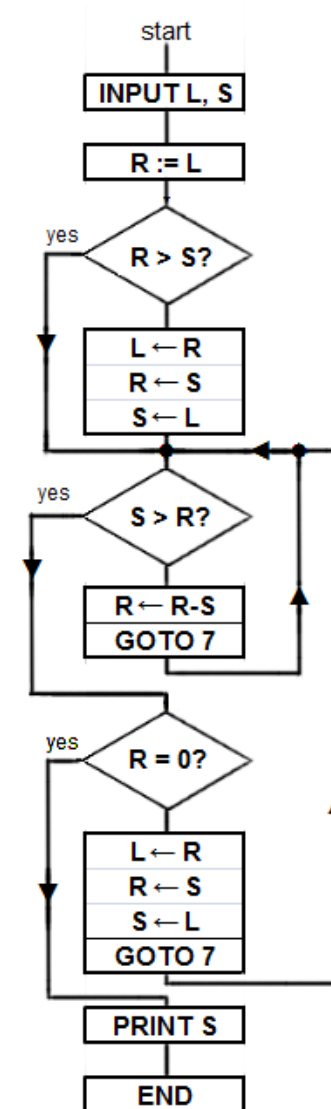 start
INPUT L, S
R := L
yes
R > S?
L ← R
R ← S
S ← L
yes
S > R?
R ← R-S
GOTO 7
yes
R = 0?
L ← R
R ← S
S ← L
GOTO 7
PRINT S
END